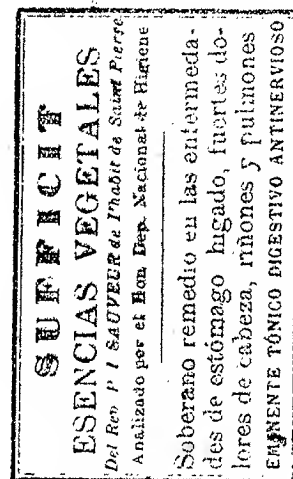 SUFFICIT
ESENCIAS VEGETALES
Del Rev. P. I SAUVEUR de l'habit de Saint Pierre
Analizado por el Hon. Dep. Nacional de Higiene
Soberano remedio en las enfermeda-
des de estómago hígado, fuertes do-
lores de cabeza, riñones y pulmones
EMINENTE TÓNICO DIGESTIVO ANTINERVIOSO